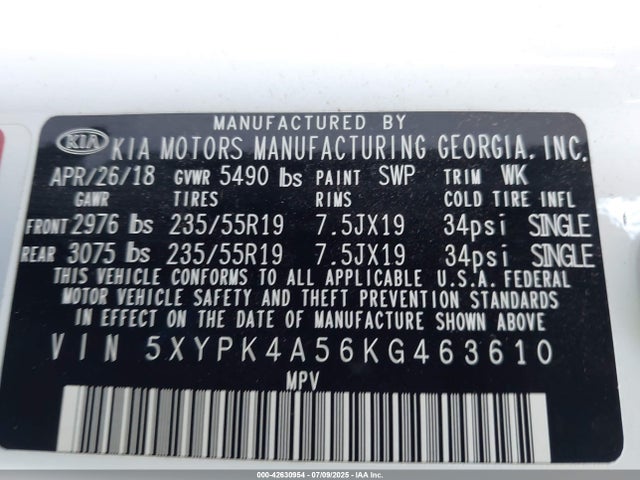 MANUFACTURED BY
KIA KIA MOTORS MANUFACTURING GEORGIA, INC.
APR/26/18 GVWR 5490 lbs PAINT SWP TRIM WK
GAWR TIRES RIMS COLD TIRE INFL
FRONT 2976 lbs 235/55R19 7.5JX19 34psi SINGLE
REAR 3075 lbs 235/55R19 7.5JX19 34psi SINGLE
THIS VEHICLE CONFORMS TO ALL APPLICABLE U.S.A. FEDERAL
MOTOR VEHICLE SAFETY AND THEFT PREVENTION STANDARDS
IN EFFECT ON THE DATE OF MANUFACTURE SHOWN ABOVE
VIN 5XYPK4A56KG463610
MPV
000-42630954 | 07/09/2025 | IAA, Inc.